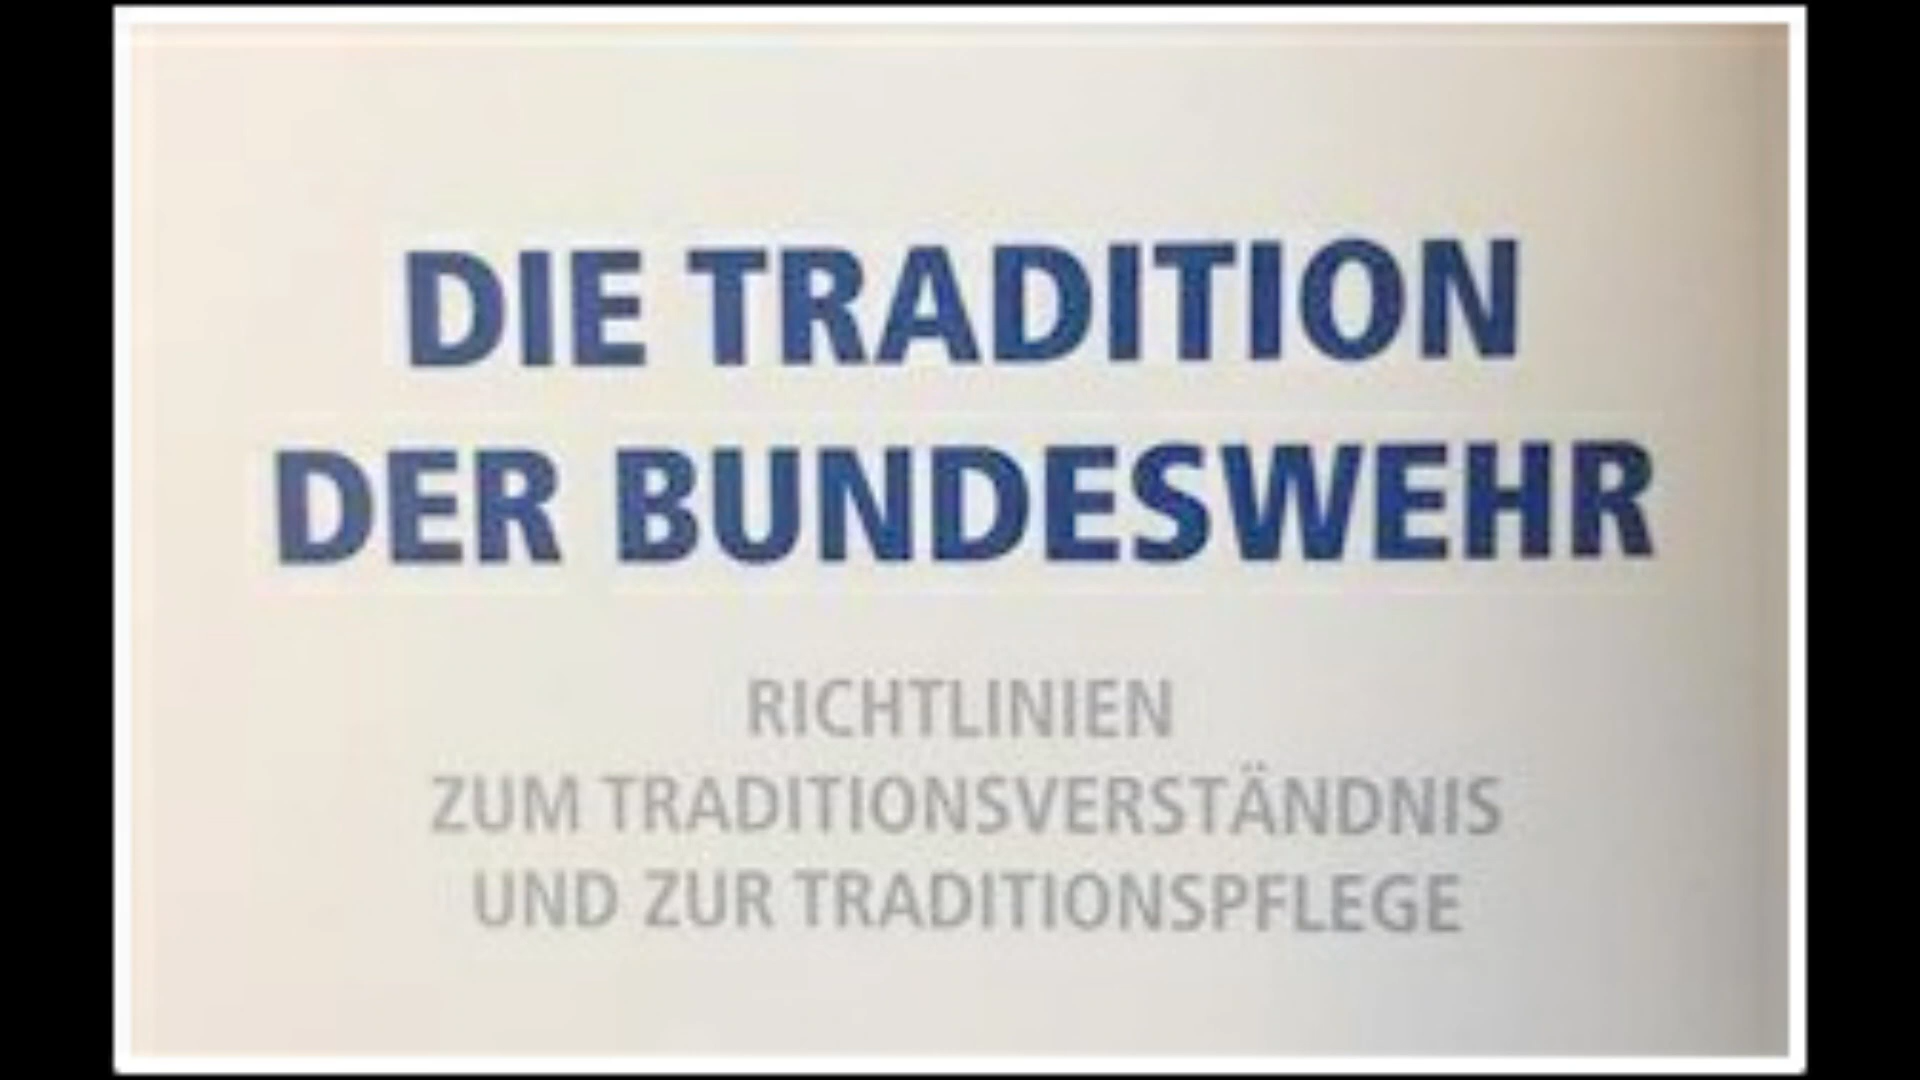 DIE TRADITION
DER BUNDESWEHR
RICHTLINIEN
ZUM TRADITIONSVERSTÄNDNIS
UND ZUR TRADITIONSPFLEGE